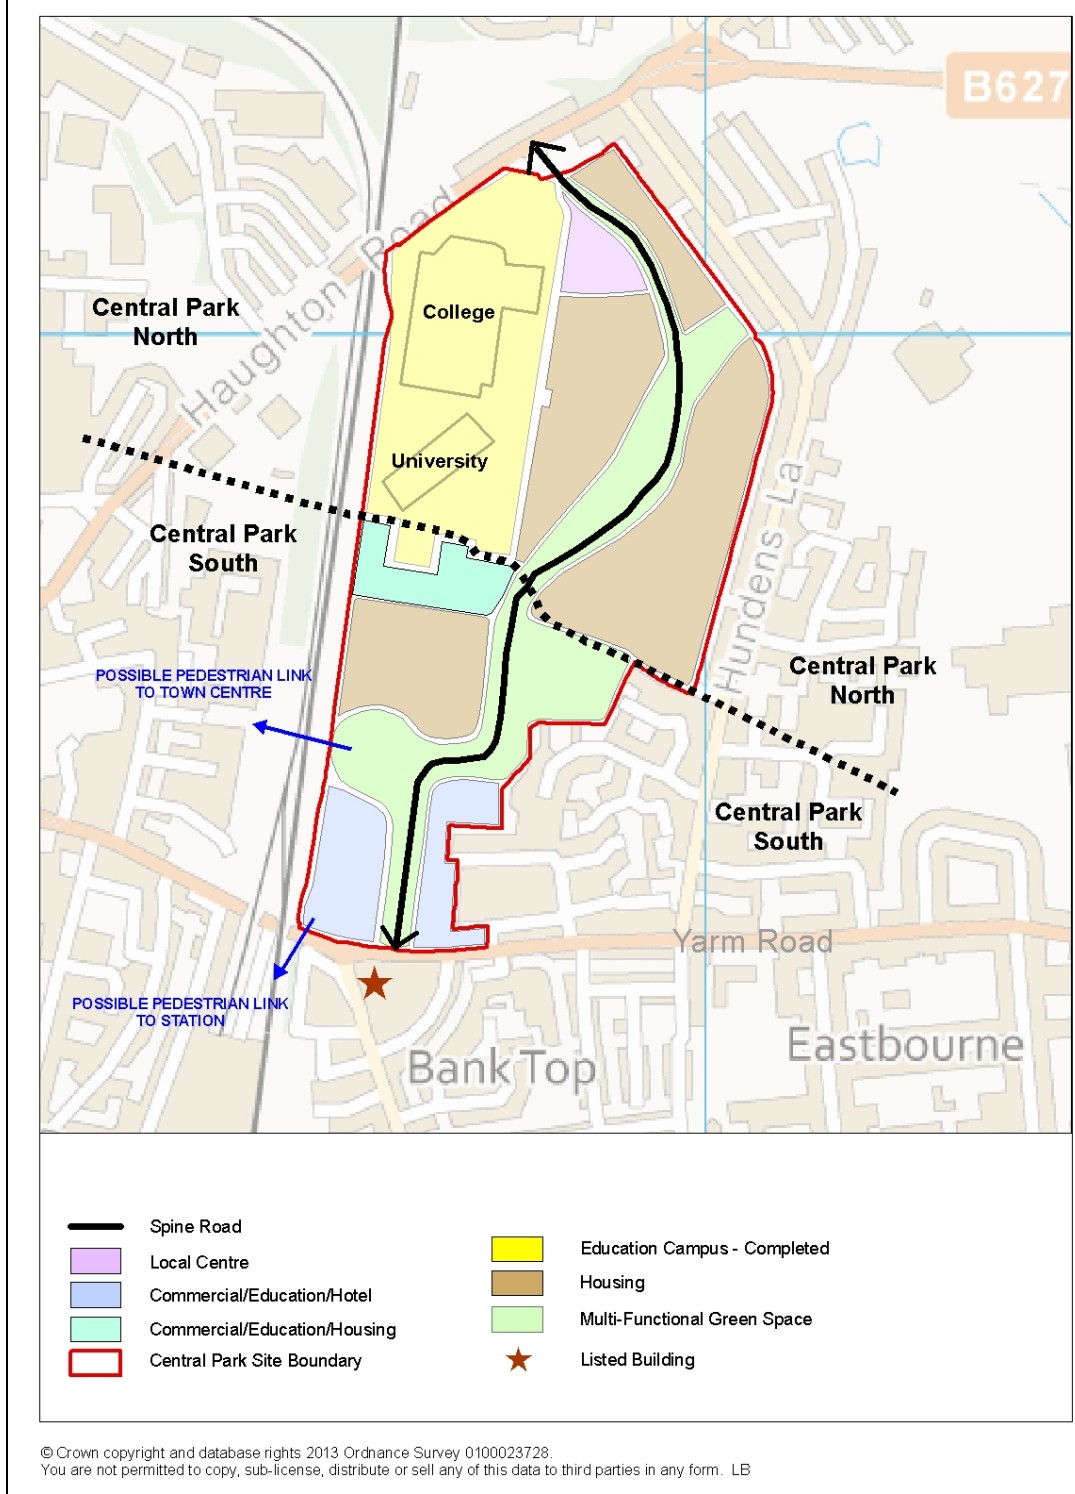 B627
Haughton Road
College
Central Park
North
University
Central Park
South
Hundens La
POSSIBLE PEDESTRIAN LINK
TO TOWN CENTRE
Central Park
North
Central Park
South
Yarm Road
POSSIBLE PEDESTRIAN LINK
TO STATION
Bank Top
Eastbourne
Spine Road
Local Centre
Commercial/Education/Hotel
Commercial/Education/Housing
Central Park Site Boundary
Education Campus - Completed
Housing
Multi-Functional Green Space
Listed Building
© Crown copyright and database rights 2013 Ordnance Survey 0100023728.
You are not permitted to copy, sub-license, distribute or sell any of this data to third parties in any form. LB